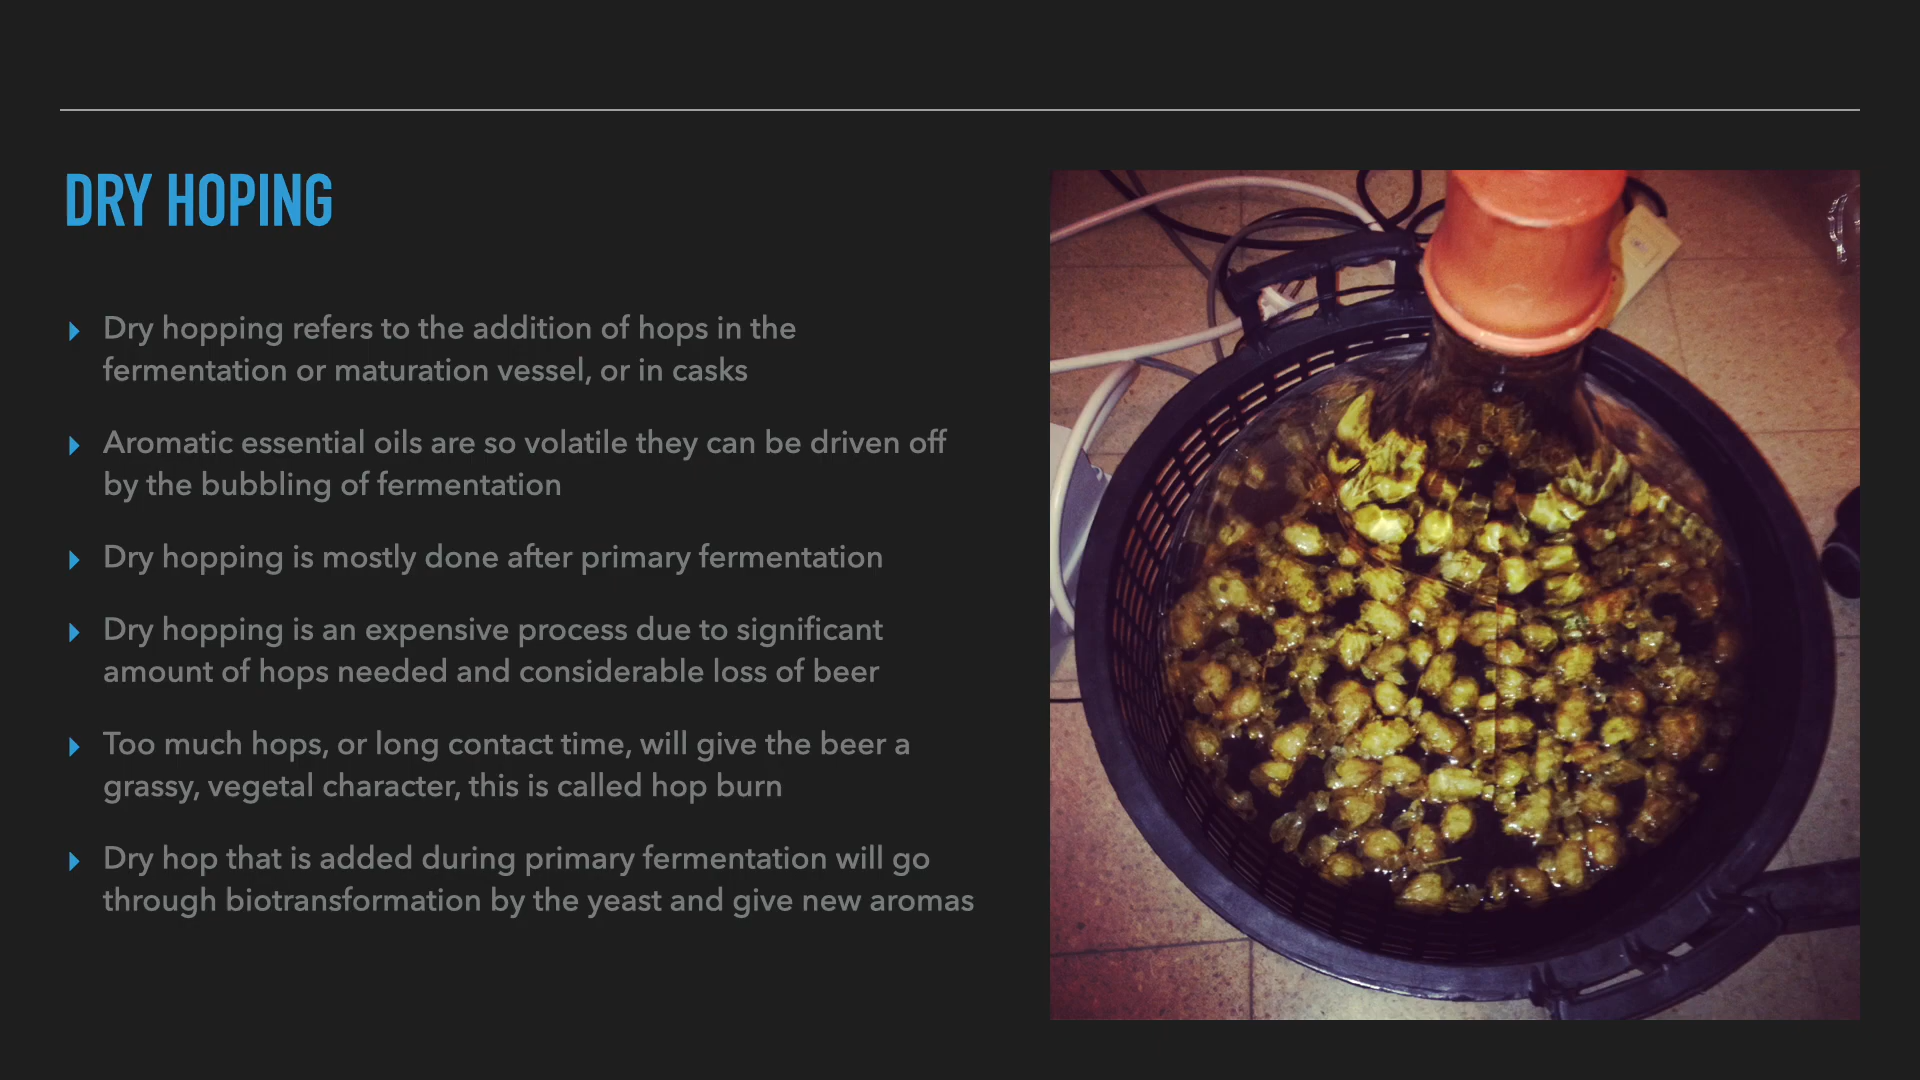 DRY HOPING
Dry hopping refers to the addition of hops in the
fermentation or maturation vessel, or in casks
Aromatic essential oils are so volatile they can be driven off
by the bubbling of fermentation
Dry hopping is mostly done after primary fermentation
Dry hopping is an expensive process due to significant
amount of hops needed and considerable loss of beer
Too much hops, or long contact time, will give the beer a
grassy, vegetal character, this is called hop burn
Dry hop that is added during primary fermentation will go
through biotransformation by the yeast and give new aromas